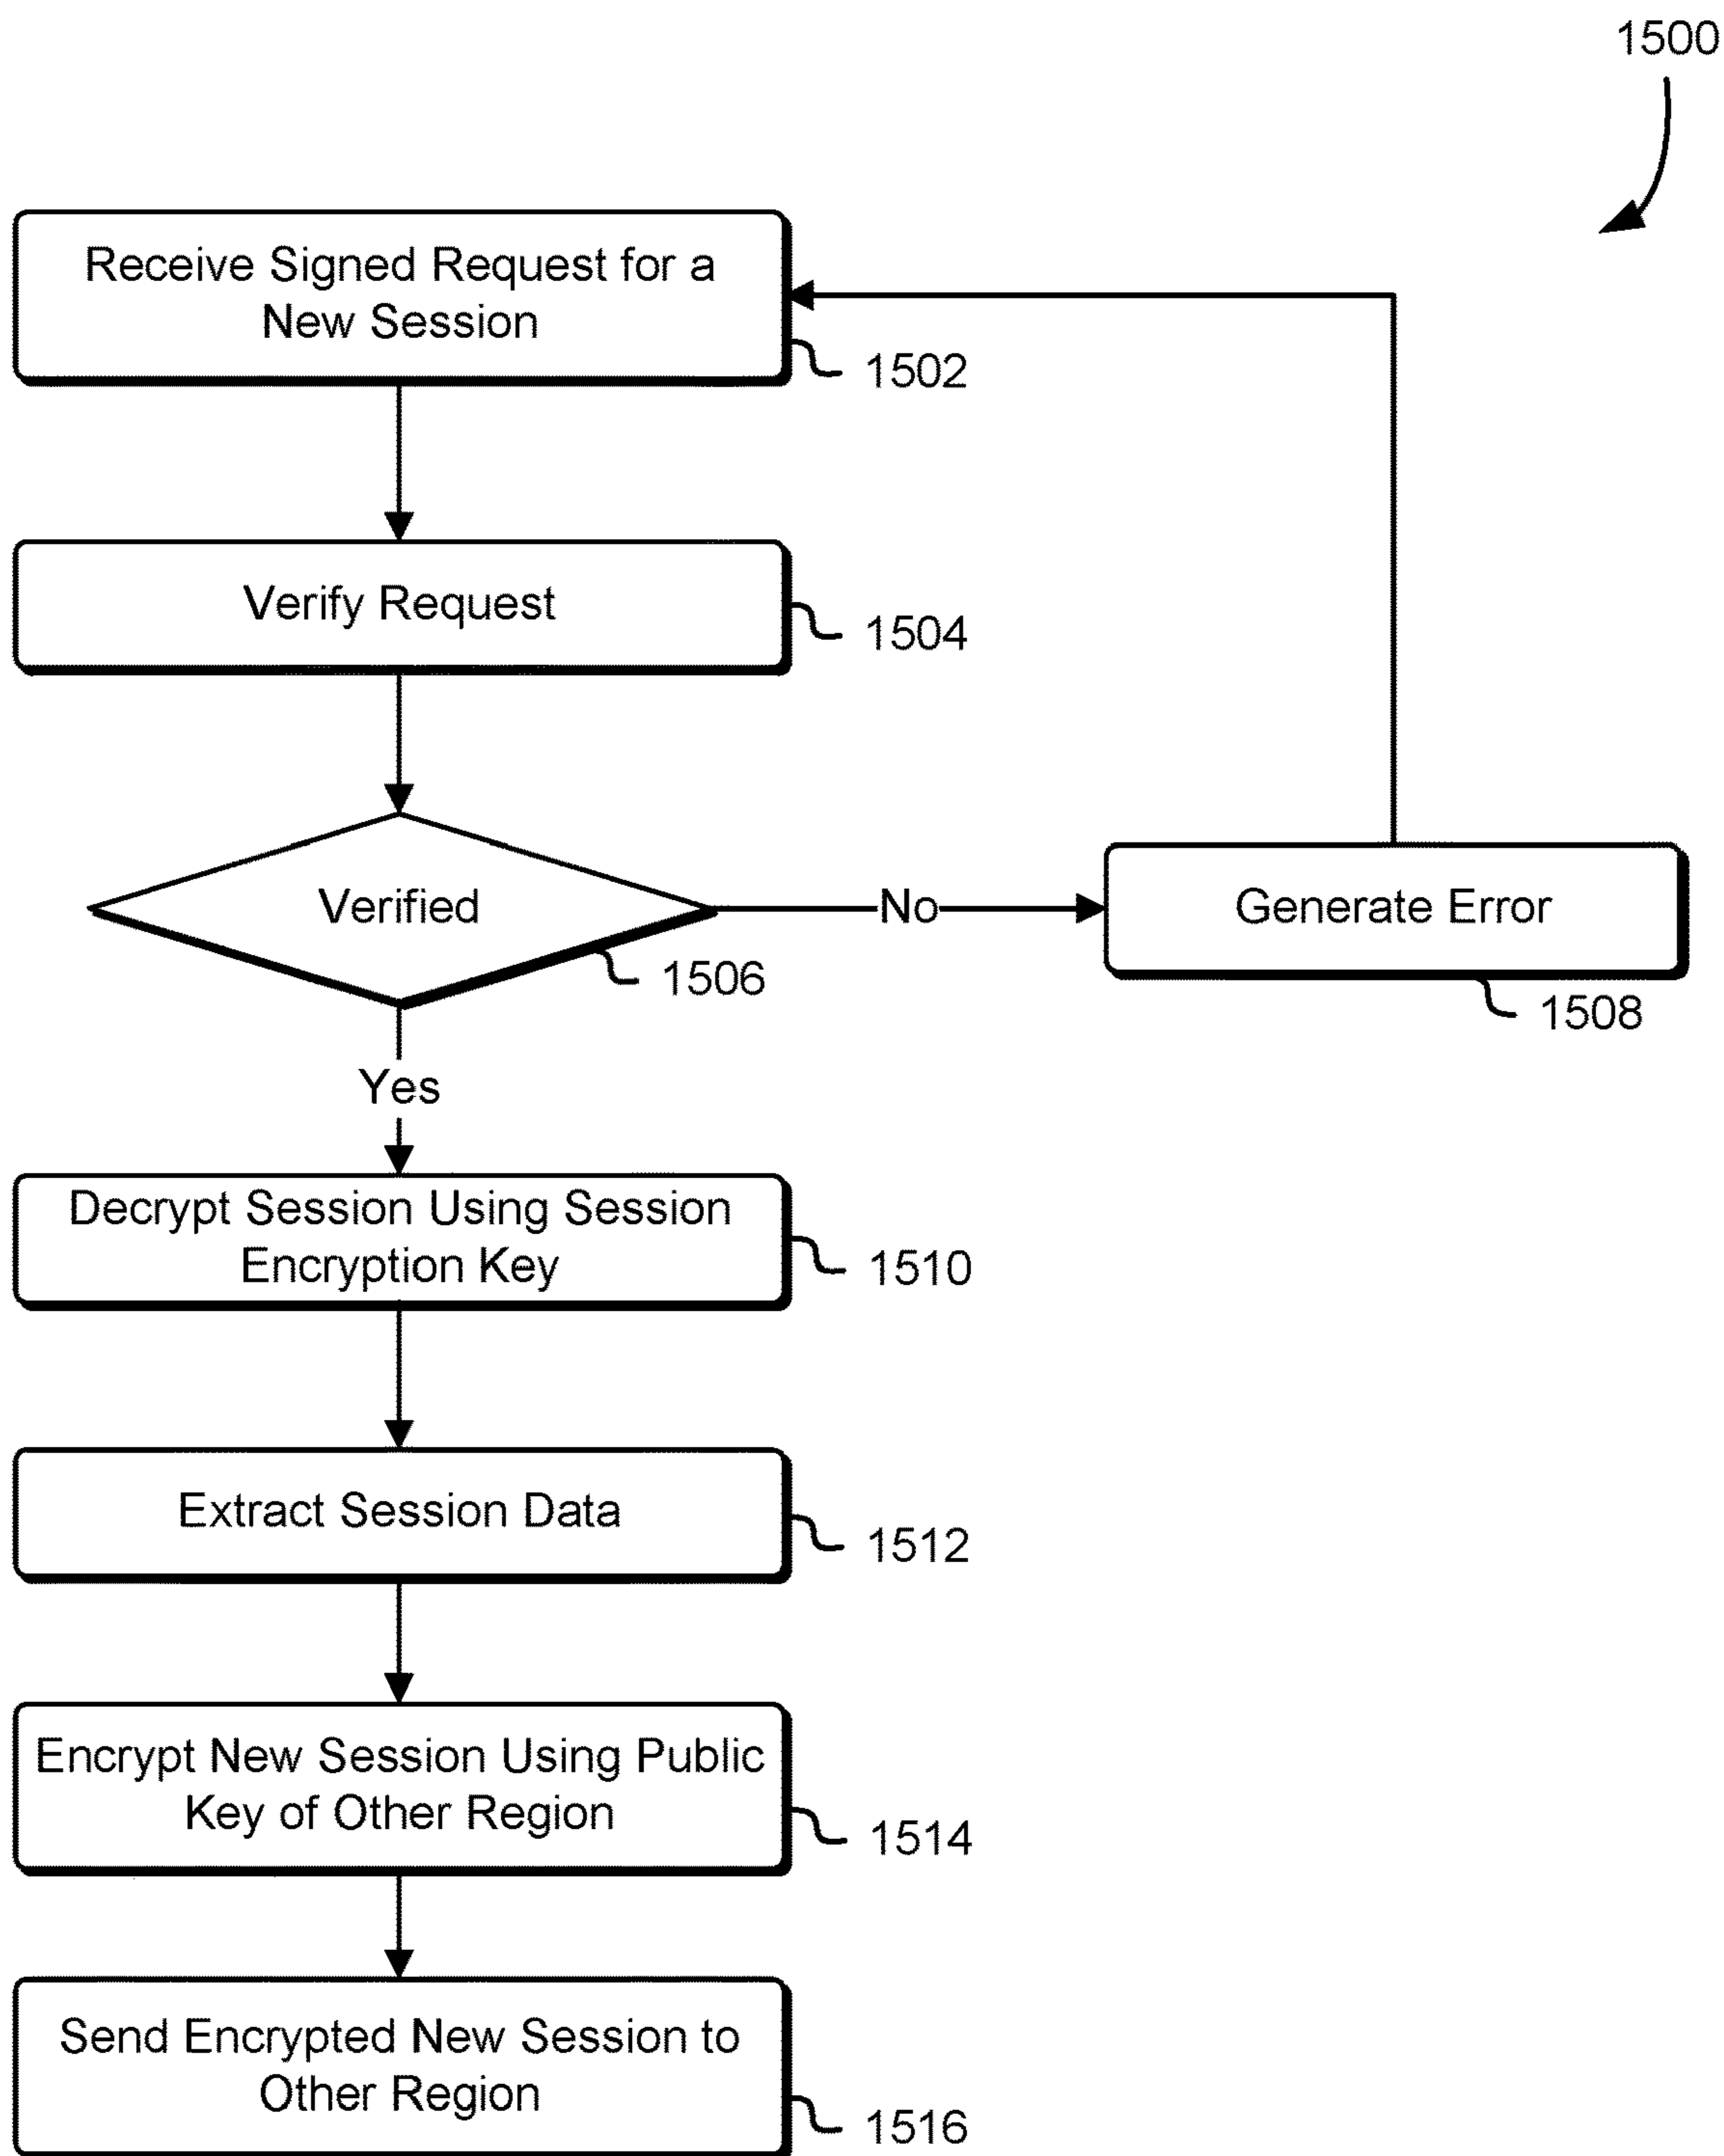 1500
Receive Signed Request for a
New Session
1502
Verify Request
1504
Verified
No
Generate Error
1506
1508
Yes
Decrypt Session Using Session
Encryption Key
1510
Extract Session Data
1512
Encrypt New Session Using Public
Key of Other Region
1514
Send Encrypted New Session to
Other Region
1516